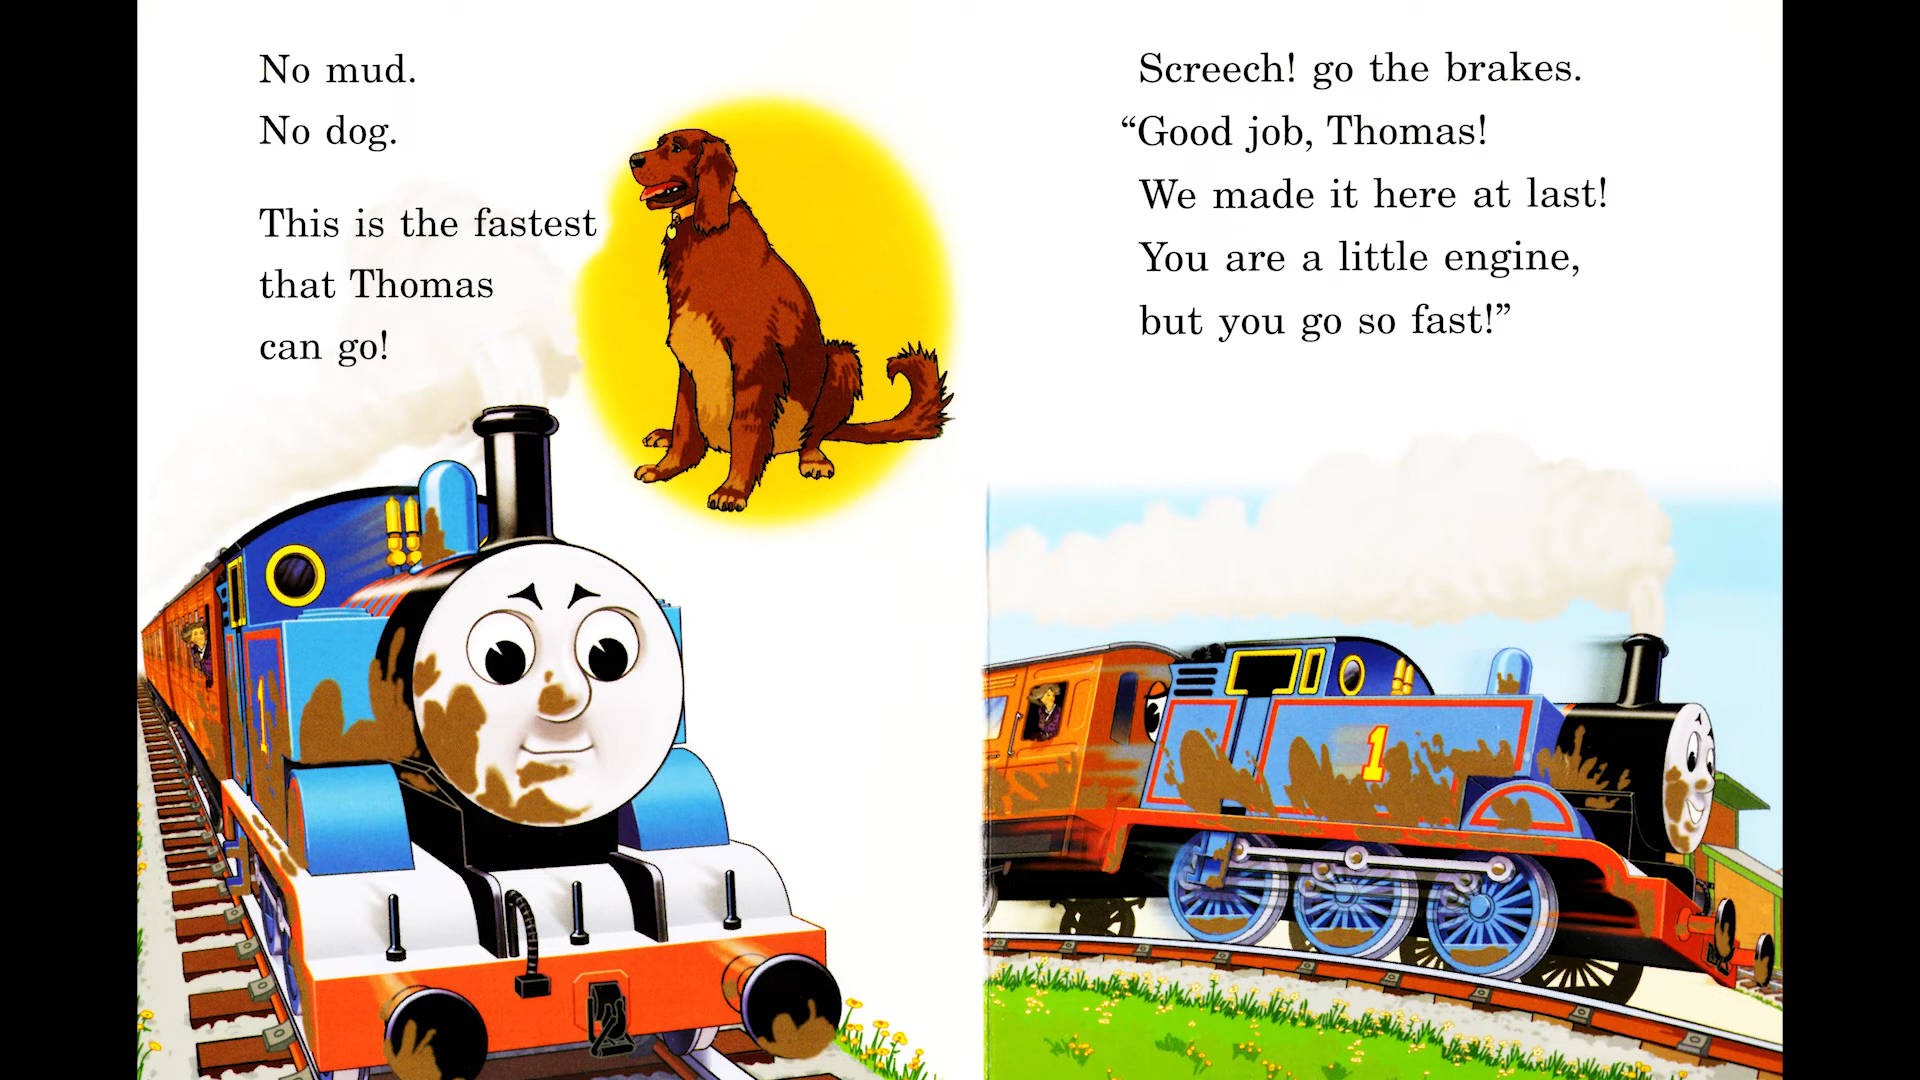 No mud.
No dog.
This is the fastest
that Thomas
can go!
1
Screech! go the brakes.
“Good job, Thomas!
We made it here at last!
You are a little engine,
but you go so fast!”
1